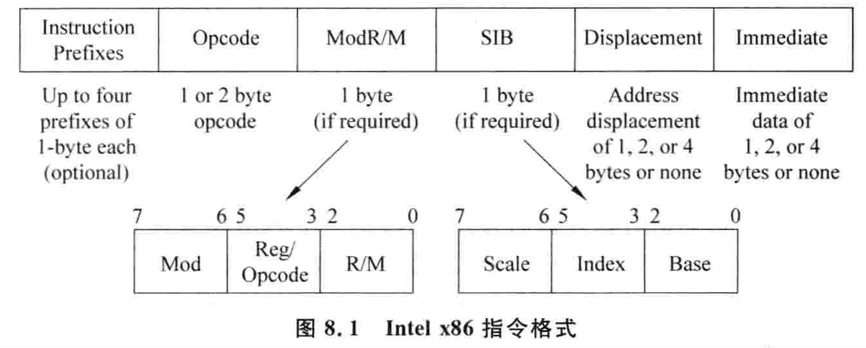 Instruction Prefixes
Opcode
ModR/M
SIB
Displacement
Immediate
Up to four
prefixes of
1-byte each
(optional)
1 or 2 byte
opcode
1 byte
(if required)
1 byte
(if required)
Address
displacement
of 1, 2, or 4
bytes or none
Immediate
data of
1, 2, or 4
bytes or none
7 6 5 3 2 0
Mod
Reg/
Opcode
R/M
7 6 5 3 2 0
Scale
Index
Base
图 8.1 Intel x86 指令格式